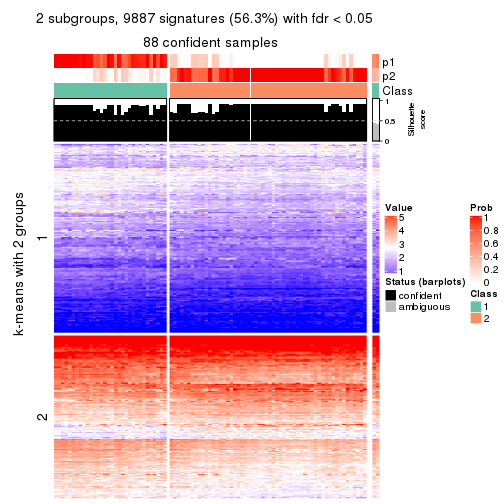 2 subgroups, 9887 signatures (56.3%) with fdr < 0.05
88 confident samples
p1
p2
Class
1
0.5
0
Silhouette
score
k-means with 2 groups
1
2
Value
5
4
3
2
1
Status (barplots)
confident
ambiguous
Prob
1
0.8
0.6
0.4
0.2
0
Class
1
2